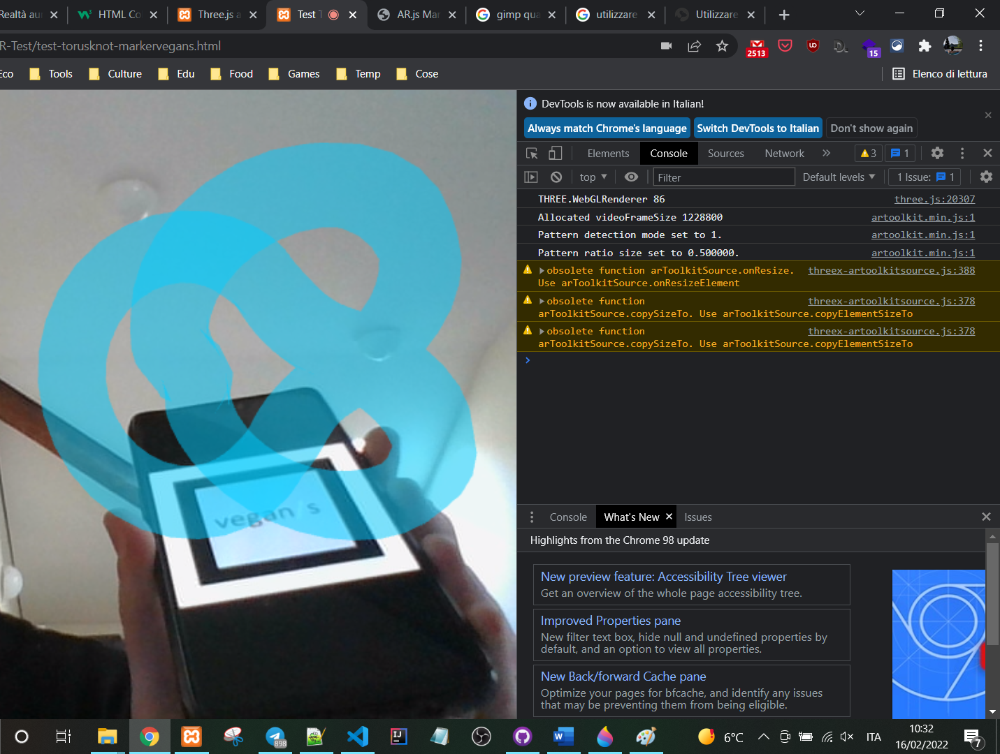 Realtà au
HTML Co
Three.js a
Test T
AR.js Mar
gimp qua
utilizzare
Utilizzare
R-Test/test-torusknot-markervegans.html
2513
15
Eco
Tools
Culture
Edu
Food
Games
Temp
Cose
Elenco di lettura
DevTools is now available in Italian!
Always match Chrome's language
Switch DevTools to Italian
Don't show again
Elements
Console
Sources
Network
3
1
top
Filter
Default levels
1 Issue: 1
THREE.WebGLRenderer 86 three.js:20307
Allocated videoFrameSize 1228800 artoolkit.min.js:1
Pattern detection mode set to 1. artoolkit.min.js:1
Pattern ratio size set to 0.500000. artoolkit.min.js:1
obsolete function arToolkitSource.onResize. threex-artoolkitsource.js:388
Use arToolkitSource.onResizeElement
obsolete function threex-artoolkitsource.js:378
arToolkitSource.copySizeTo. Use arToolkitSource.copyElementSizeTo
obsolete function threex-artoolkitsource.js:378
arToolkitSource.copySizeTo. Use arToolkitSource.copyElementSizeTo
vegan s
Console
What's New
Issues
Highlights from the Chrome 98 update
New preview feature: Accessibility Tree viewer
Get an overview of the whole page accessibility tree.
Improved Properties pane
New filter text box, hide null and undefined properties by
default, and an option to view all properties.
New Back/forward Cache pane
Optimize your pages for bfcache, and identify any issues
that may be preventing them from being eligible.
898
6°C
ITA
10:32
16/02/2022
7